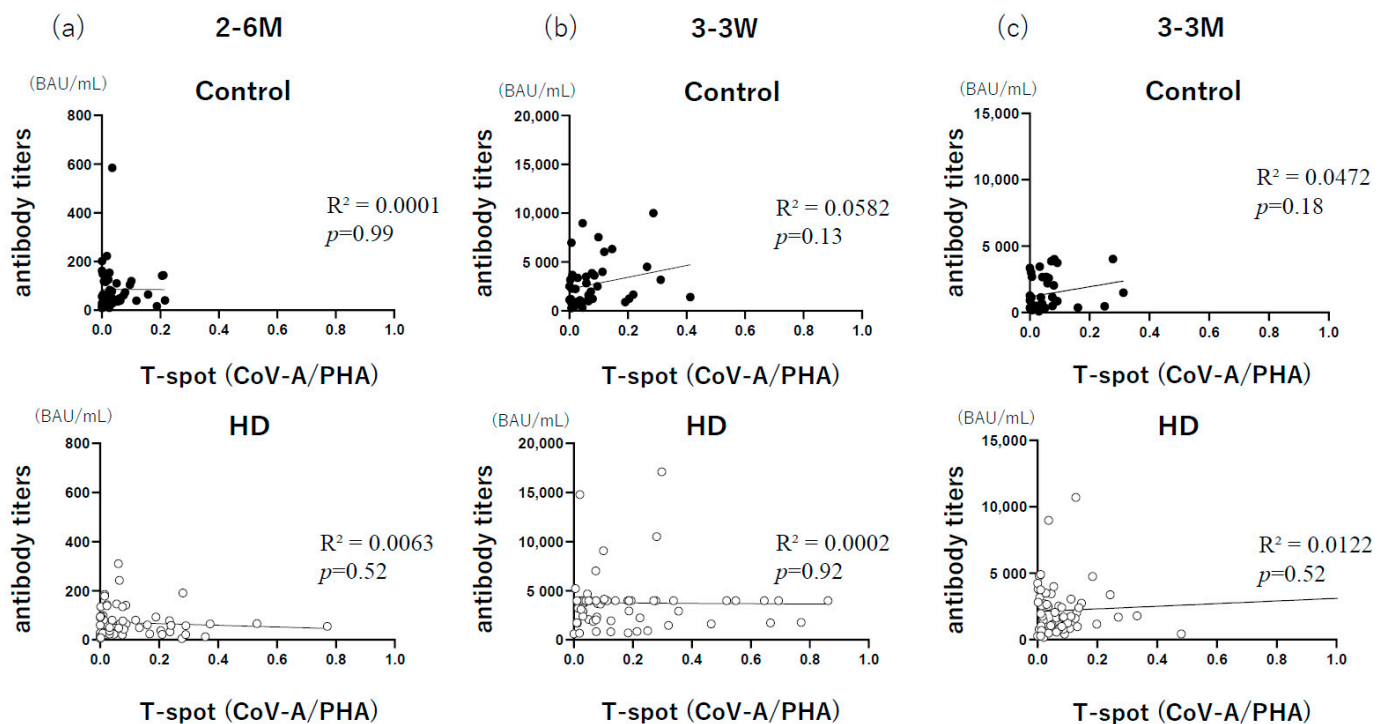 (a) 2-6M
(BAU/mL)
Control
antibody titers
800
600
400
200
0
0.0 0.2 0.4 0.6 0.8 1.0
R² = 0.0001
p=0.99
T-spot (CoV-A/PHA)
(b) 3-3W
(BAU/mL)
Control
antibody titers
20,000
15,000
10,000
5 000
0
0.0 0.2 0.4 0.6 0.8 1.0
R² = 0.0582
p=0.13
T-spot (CoV-A/PHA)
(c) 3-3M
(BAU/mL)
Control
antibody titers
15,000
10,000
5 000
0
0.0 0.2 0.4 0.6 0.8 1.0
R² = 0.0472
p=0.18
T-spot (CoV-A/PHA)
(BAU/mL)
HD
antibody titers
800
600
400
200
0
0.0 0.2 0.4 0.6 0.8 1.0
R² = 0.0063
p=0.52
T-spot (CoV-A/PHA)
(BAU/mL)
HD
antibody titers
20,000
15,000
10,000
5 000
0
0.0 0.2 0.4 0.6 0.8 1.0
R² = 0.0002
p=0.92
T-spot (CoV-A/PHA)
(BAU/mL)
HD
antibody titers
15,000
10,000
5 000
0
0.0 0.2 0.4 0.6 0.8 1.0
R² = 0.0122
p=0.52
T-spot (CoV-A/PHA)